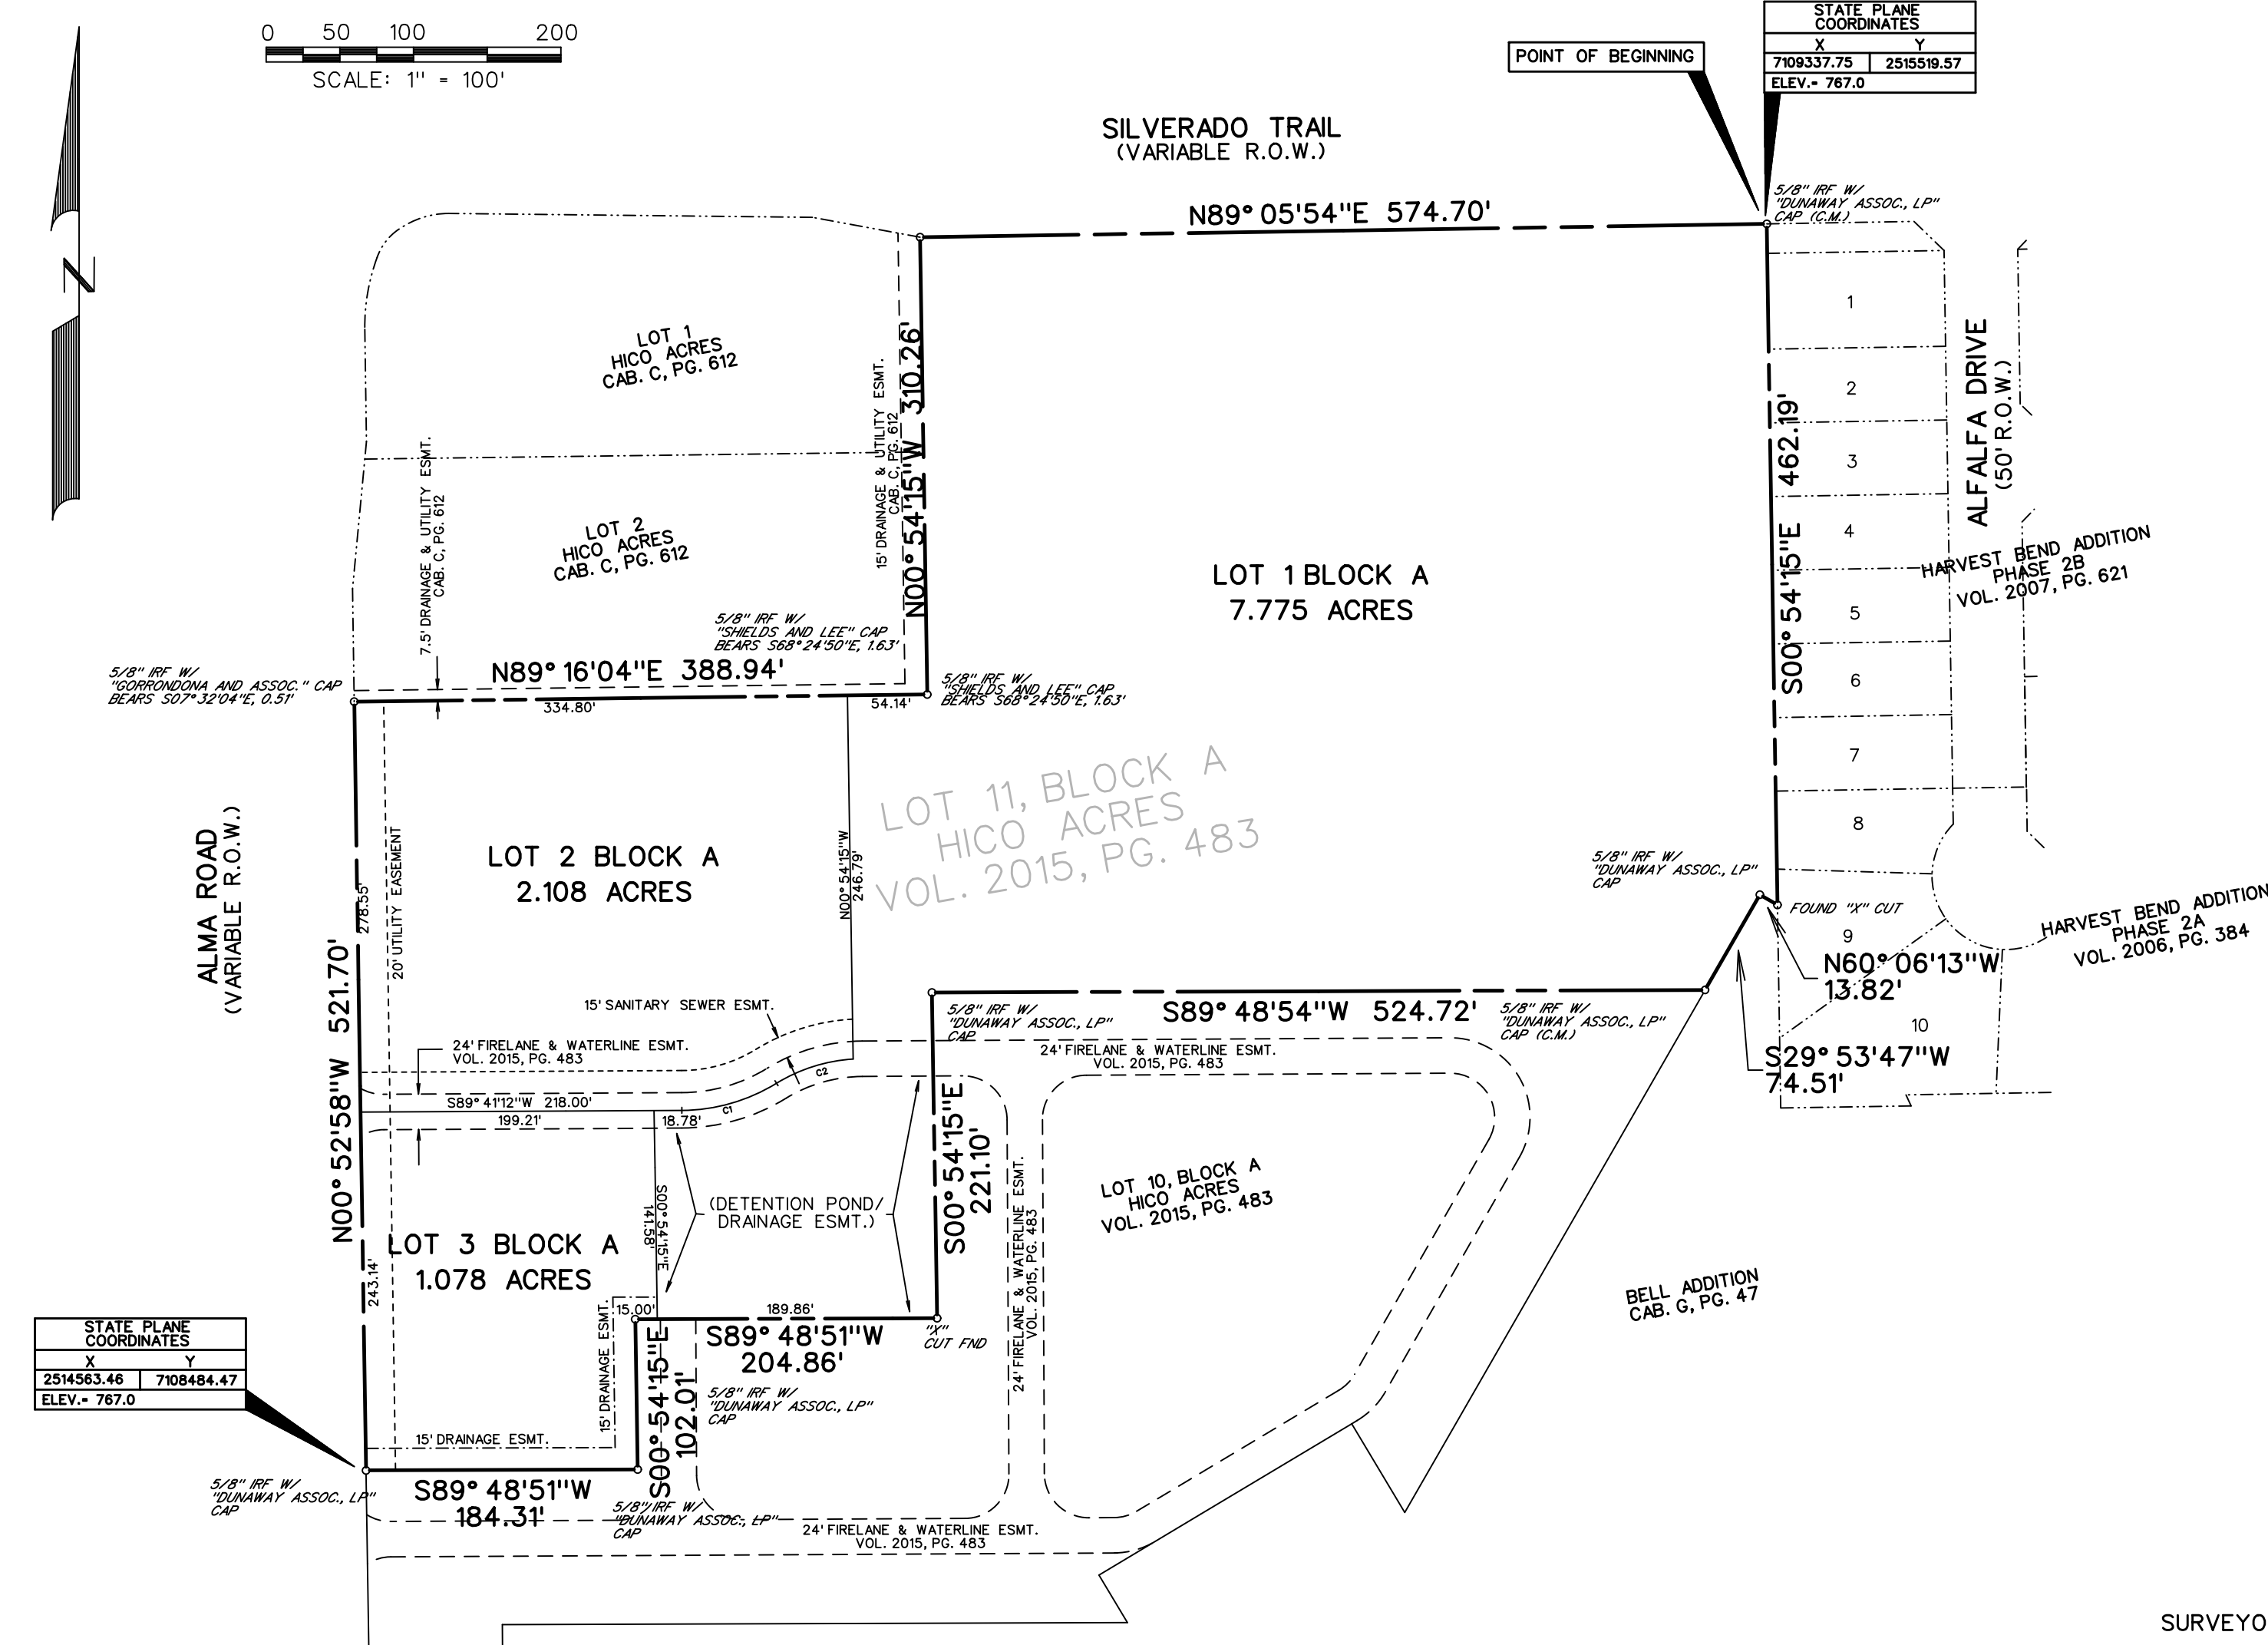 0 50 100 200
SCALE: 1" = 100'
N
STATE PLANE
COORDINATES
X Y
7109337.75 2515519.57
ELEV.- 767.0
POINT OF BEGINNING
SILVERADO TRAIL
(VARIABLE R.O.W.)
5/8" IRF W/
"DUNAWAY ASSOC., LP"
CAP (C.M.)
N89° 05'54"E 574.70'
LOT 1
HICO ACRES
CAB. C, PG. 612
LOT 2
HICO ACRES
CAB. C, PG. 612
7.5' DRAINAGE & UTILITY ESMT.
CAB. C, PG. 612
15' DRAINAGE & UTILITY ESMT.
CAB. C, PG. 612
N00° 54'15"W 310.26'
LOT 1 BLOCK A
7.775 ACRES
S00° 54'15"E 462.19'
1
2
3
4
5
6
7
8
9
10
ALFALFA DRIVE
(50' R.O.W.)
HARVEST BEND ADDITION
PHASE 2B
VOL. 2007, PG. 621
HARVEST BEND ADDITION
PHASE 2A
VOL. 2006, PG. 384
5/8" IRF W/
"SHIELDS AND LEE" CAP
BEARS S68° 24'50"E, 1.63'
5/8" IRF W/
"GORRONDONA AND ASSOC." CAP
BEARS S07° 32'04"E, 0.51'
N89° 16'04"E 388.94'
334.80'
54.14'
5/8" IRF W/
"SHIELDS AND LEE" CAP
BEARS S68° 24'50"E, 1.63'
LOT 11, BLOCK A
HICO ACRES
VOL. 2015, PG. 483
LOT 2 BLOCK A
2.108 ACRES
N00° 54'15"W
246.79'
ALMA ROAD
(VARIABLE R.O.W.)
278.55'
20' UTILITY EASEMENT
N00° 52'58"W 521.70'
243.14'
5/8" IRF W/
"DUNAWAY ASSOC., LP"
CAP
FOUND "X" CUT
N60° 06'13"W
13.82'
S29° 53'47"W
74.51'
15' SANITARY SEWER ESMT.
24' FIRELANE & WATERLINE ESMT.
VOL. 2015, PG. 483
S89° 41'12"W 218.00'
199.21'
18.78'
C1
C2
5/8" IRF W/
"DUNAWAY ASSOC., LP"
CAP
S89° 48'54"W 524.72'
5/8" IRF W/
"DUNAWAY ASSOC., LP"
CAP (C.M.)
24' FIRELANE & WATERLINE ESMT.
VOL. 2015, PG. 483
S00° 54'15"E
221.10'
LOT 10, BLOCK A
HICO ACRES
VOL. 2015, PG. 483
24' FIRELANE & WATERLINE ESMT.
VOL. 2015, PG. 483
(DETENTION POND/
DRAINAGE ESMT.)
S00° 54'15"E
141.58'
LOT 3 BLOCK A
1.078 ACRES
15' DRAINAGE ESMT.
15.00'
189.86'
S89° 48'51"W
204.86'
"X"
CUT FND
S00° 54'15"E
102.01'
5/8" IRF W/
"DUNAWAY ASSOC., LP"
CAP
BELL ADDITION
CAB. G, PG. 47
STATE PLANE
COORDINATES
X Y
2514563.46 7108484.47
ELEV.- 767.0
15' DRAINAGE ESMT.
5/8" IRF W/
"DUNAWAY ASSOC., LP"
CAP
S89° 48'51"W
184.31'
5/8" IRF W/
"DUNAWAY ASSOC., LP"
CAP
24' FIRELANE & WATERLINE ESMT.
VOL. 2015, PG. 483
SURVEYO